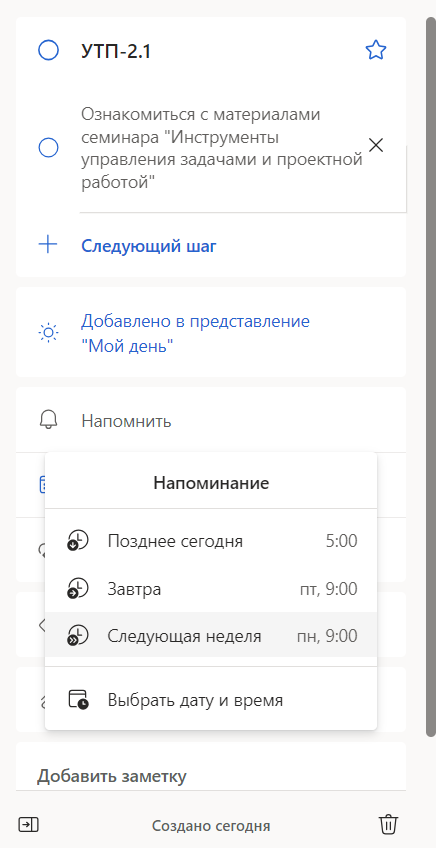 УТП-2.1
Ознакомиться с материалами
семинара "Инструменты
управления задачами и проектной
работой"
Следующий шаг
Добавлено в представление
"Мой день"
Напомнить
Напоминание
Позднее сегодня 5:00
Завтра пт, 9:00
Следующая неделя пн, 9:00
Выбрать дату и время
Добавить заметку
Создано сегодня